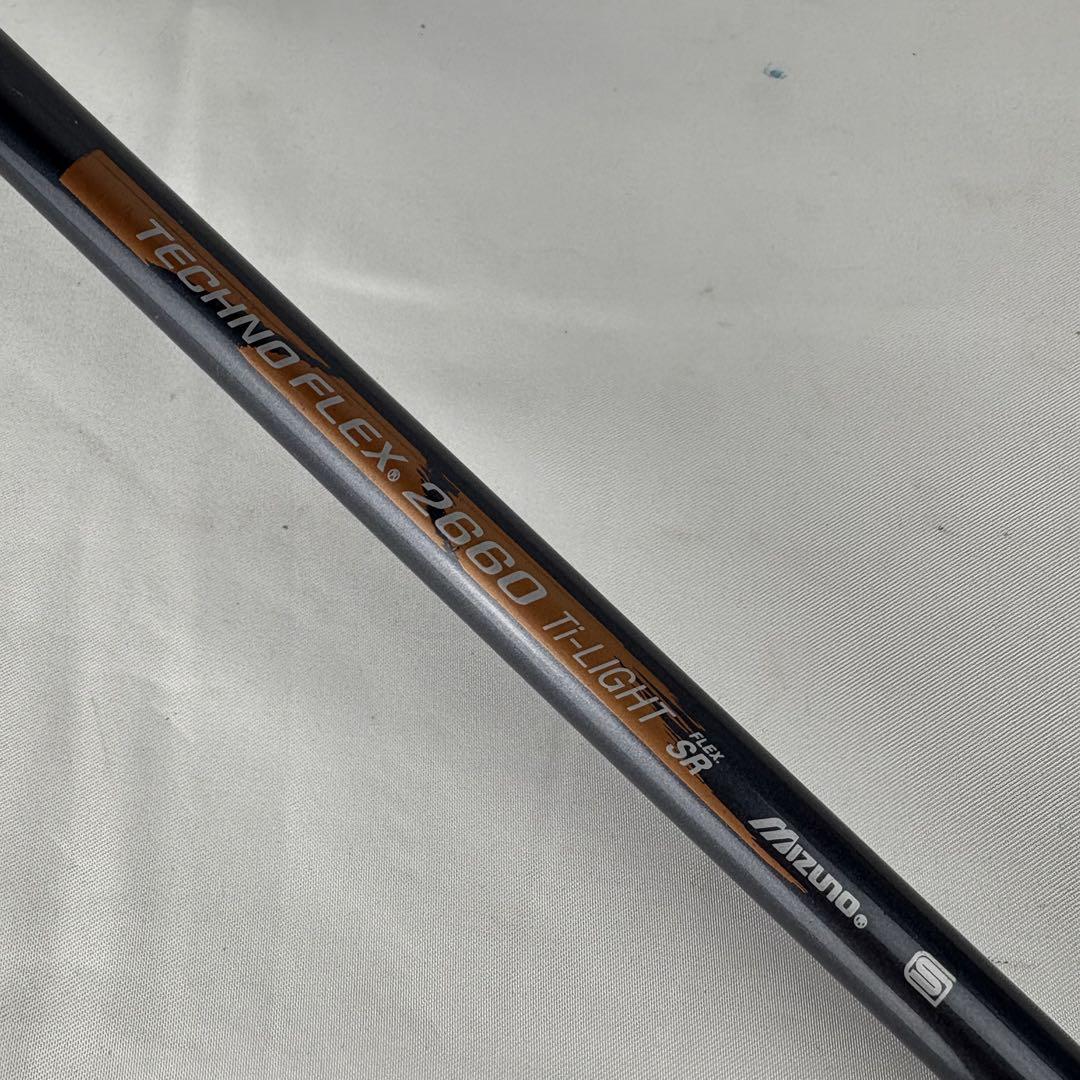 TECHNO FLEX® 2660 Ti-LIGHT SR FLEX.
MIZUNO®
S